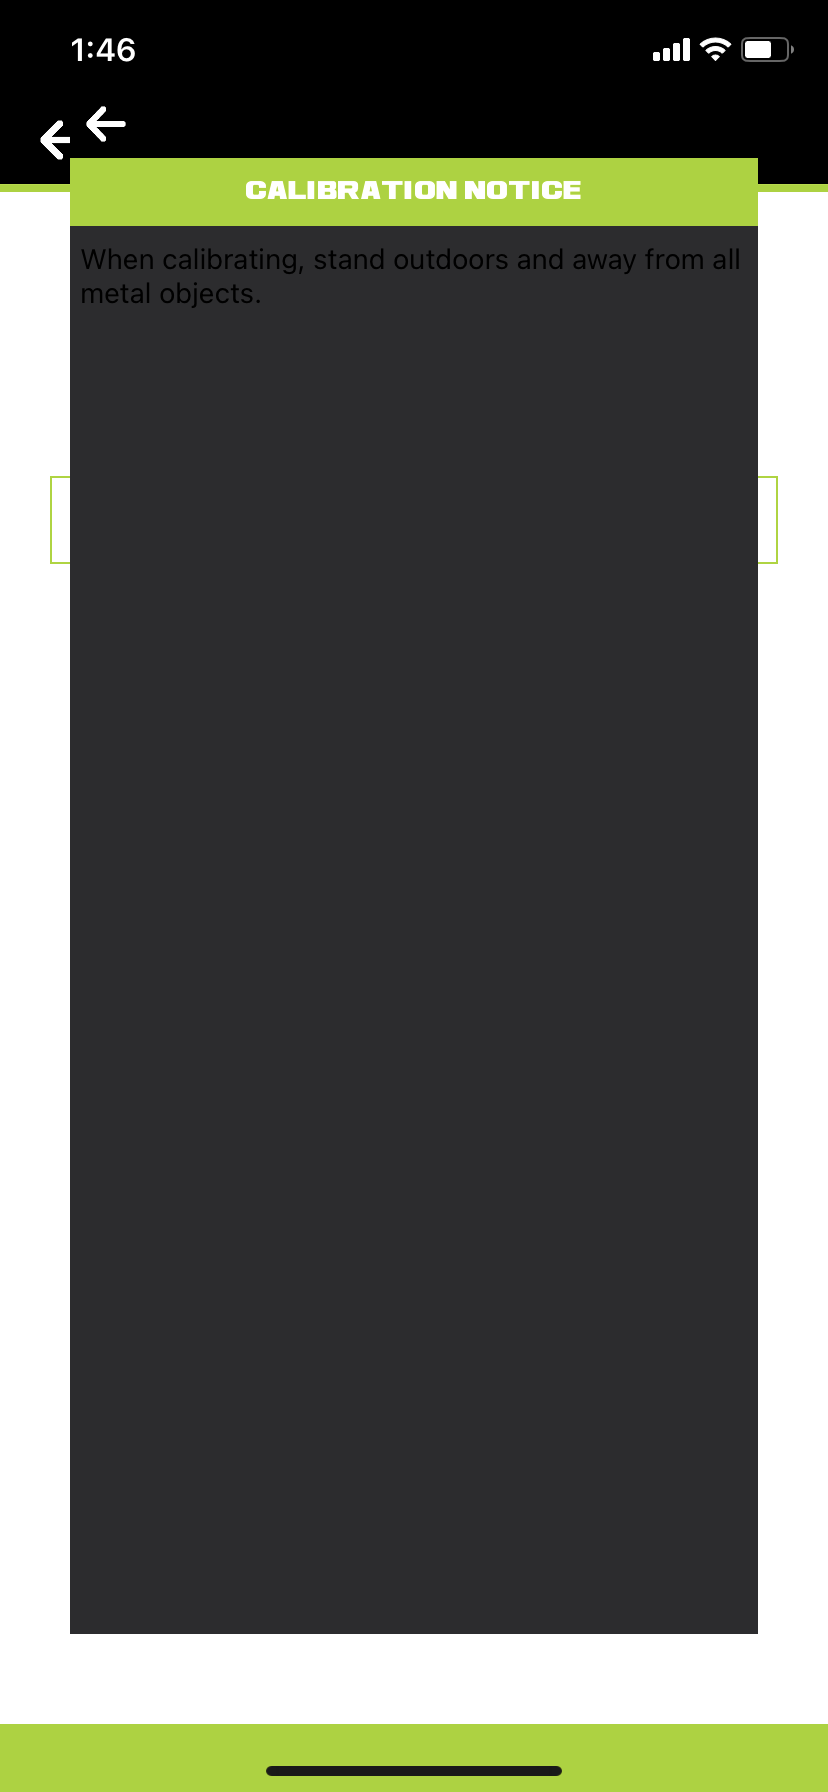 1:46
CALIBRATION NOTICE
When calibrating, stand outdoors and away from all
metal objects.